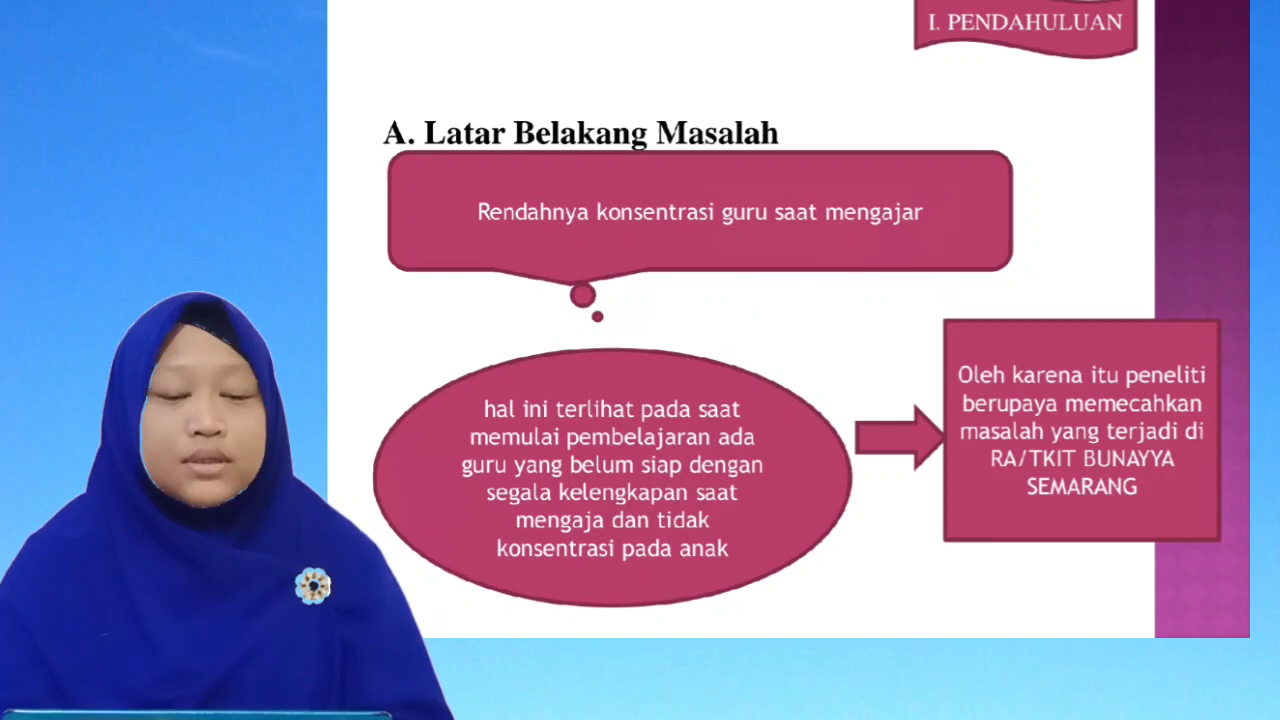 I. PENDAHULUAN
A. Latar Belakang Masalah
Rendahnya konsentrasi guru saat mengajar
hal ini terlihat pada saat
memulai pembelajaran ada
guru yang belum siap dengan
segala kelengkapan saat
mengaja dan tidak
konsentrasi pada anak
Oleh karena itu peneliti
berupaya memecahkan
masalah yang terjadi di
RA/TKIT BUNAYYA
SEMARANG